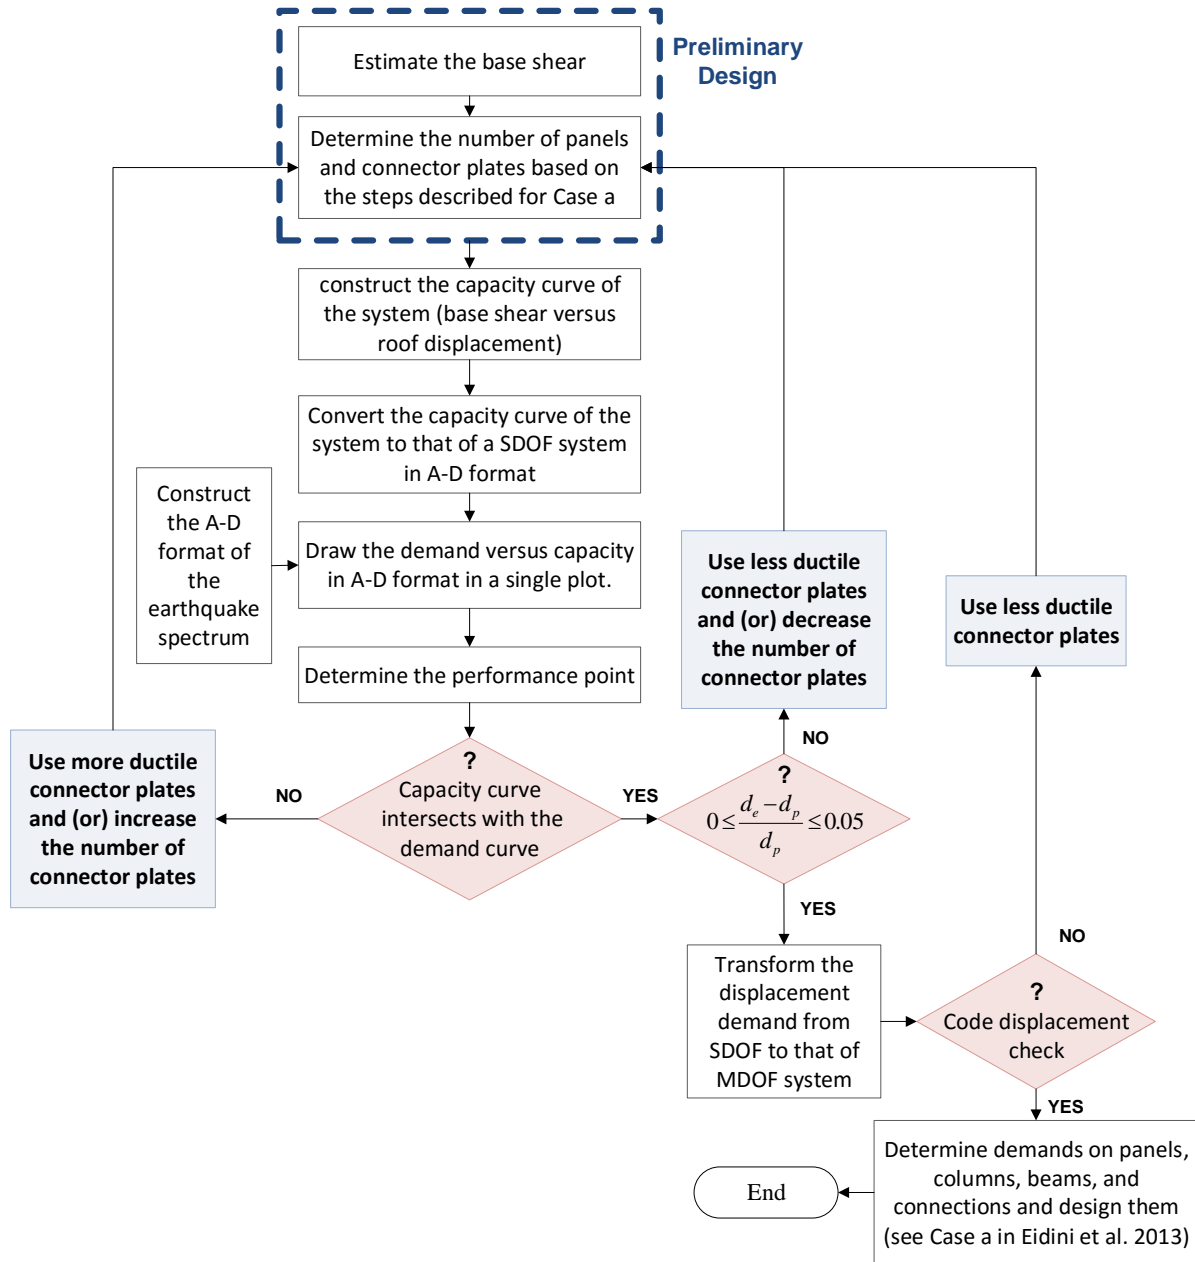 Preliminary
Design
Estimate the base shear
Determine the number of panels
and connector plates based on
the steps described for Case a
construct the capacity curve of
the system (base shear versus
roof displacement)
Convert the capacity curve of the
system to that of a SDOF system
in A-D format
Construct
the A-D
format of
the
earthquake
spectrum
Draw the demand versus capacity
in A-D format in a single plot.
Determine the performance point
?
Capacity curve
intersects with the
demand curve
NO
Use more ductile
connector plates
and (or) increase
the number of
connector plates
YES
?
0 ≤ (d_e − d_p) / d_p ≤ 0.05
NO
Use less ductile
connector plates
and (or) decrease
the number of
connector plates
YES
Transform the
displacement
demand from
SDOF to that of
MDOF system
?
Code displacement
check
NO
Use less ductile
connector plates
YES
Determine demands on panels,
columns, beams, and
connections and design them
(see Case a in Eidini et al. 2013)
End